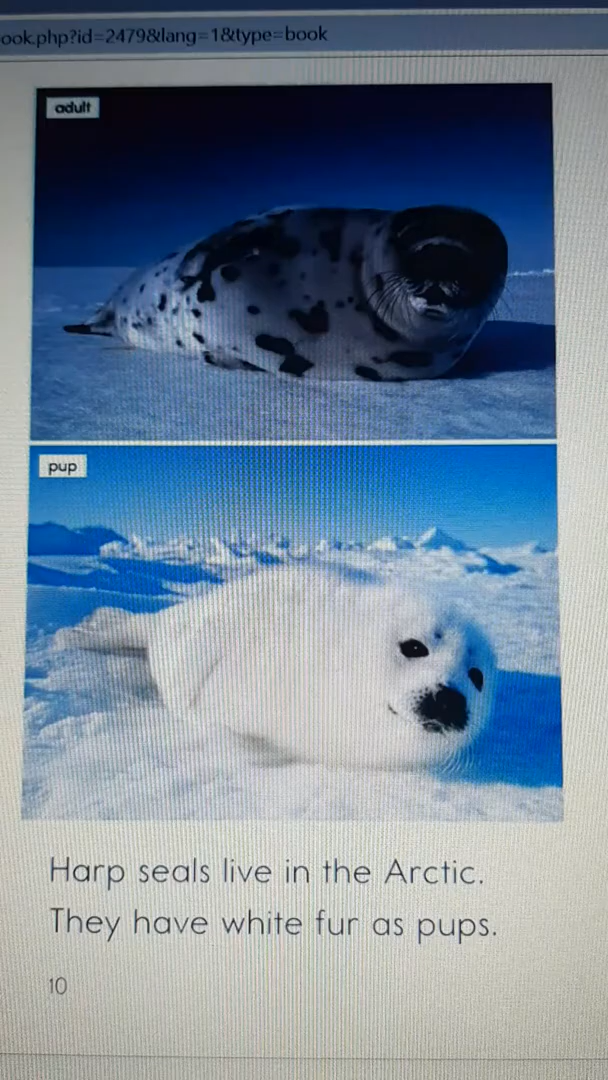 ook.php?id=2479&lang=1&type=book
adult
pup
Harp seals live in the Arctic.
They have white fur as pups.
10